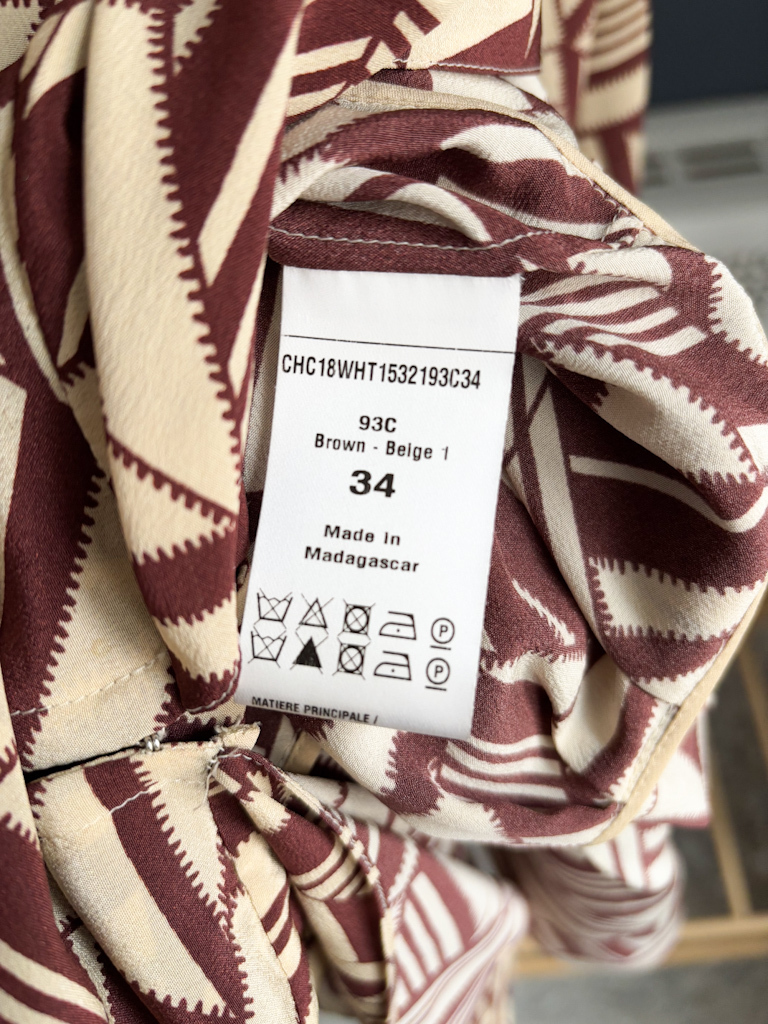 CHC18WHT1532193C34
93C
Brown - Beige 1
34
Made in
Madagascar
P
P
MATIERE PRINCIPALE /